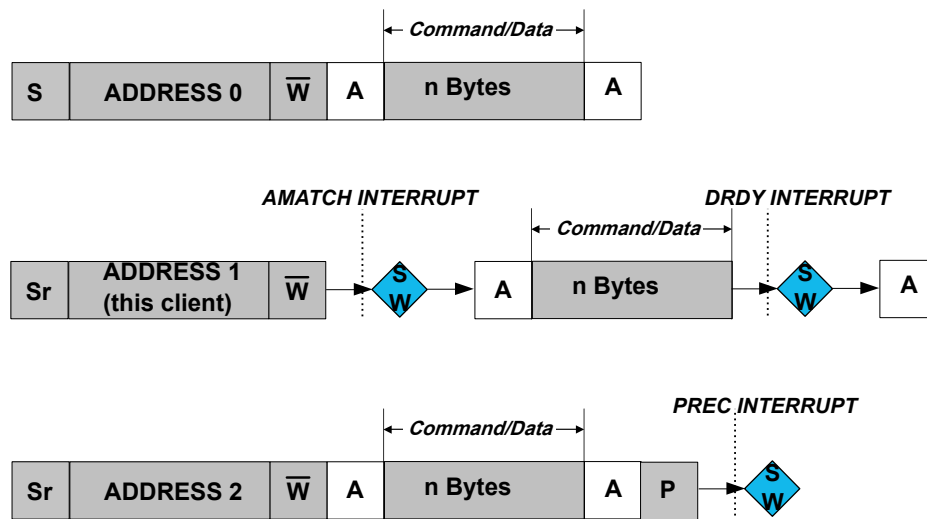 Command/Data
S ADDRESS 0 W̅ A n Bytes A
AMATCH INTERRUPT DRDY INTERRUPT
Command/Data
Sr ADDRESS 1 (this client) W̅ S W A n Bytes S W A
PREC INTERRUPT
Command/Data
Sr ADDRESS 2 W̅ A n Bytes A P S W